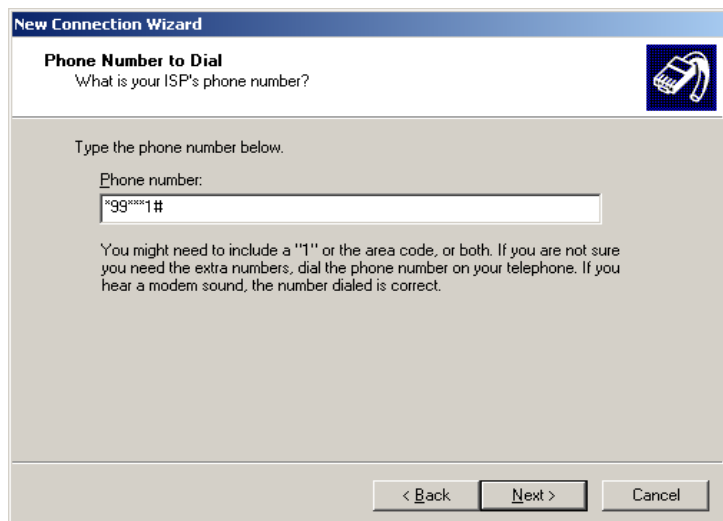 New Connection Wizard
Phone Number to Dial
What is your ISP's phone number?
Type the phone number below.
Phone number:
*99***1#
You might need to include a "1" or the area code, or both. If you are not sure
you need the extra numbers, dial the phone number on your telephone. If you
hear a modem sound, the number dialed is correct.
< Back
Next >
Cancel